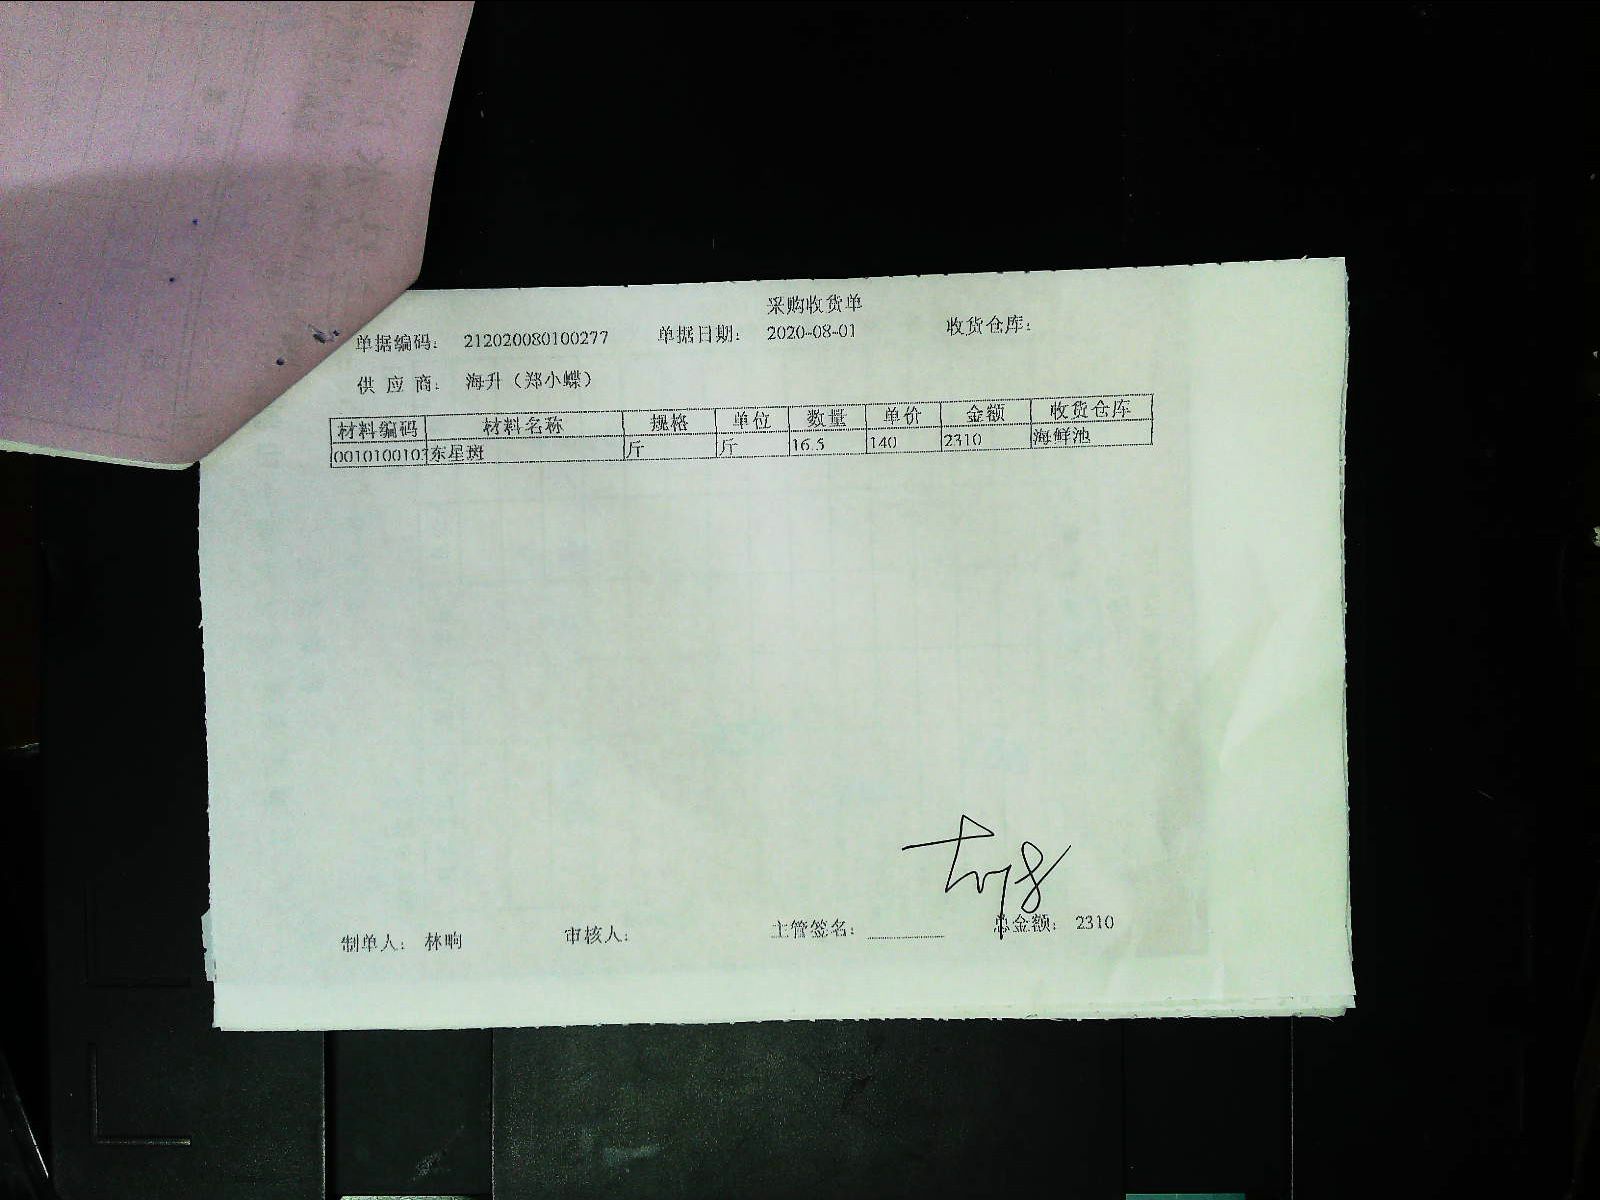 采购收货单
单据编码: 212020080100277 单据日期: 2020-08-01 收货仓库:
供 应 商: 海升（郑小蝶）
材料编码 材料名称 规格 单位 数量 单价 金额 收货仓库
0010100103 东星斑 斤 斤 16.5 140 2310 海鲜池
制单人: 林晌 审核人: 主管签名: 总金额: 2310